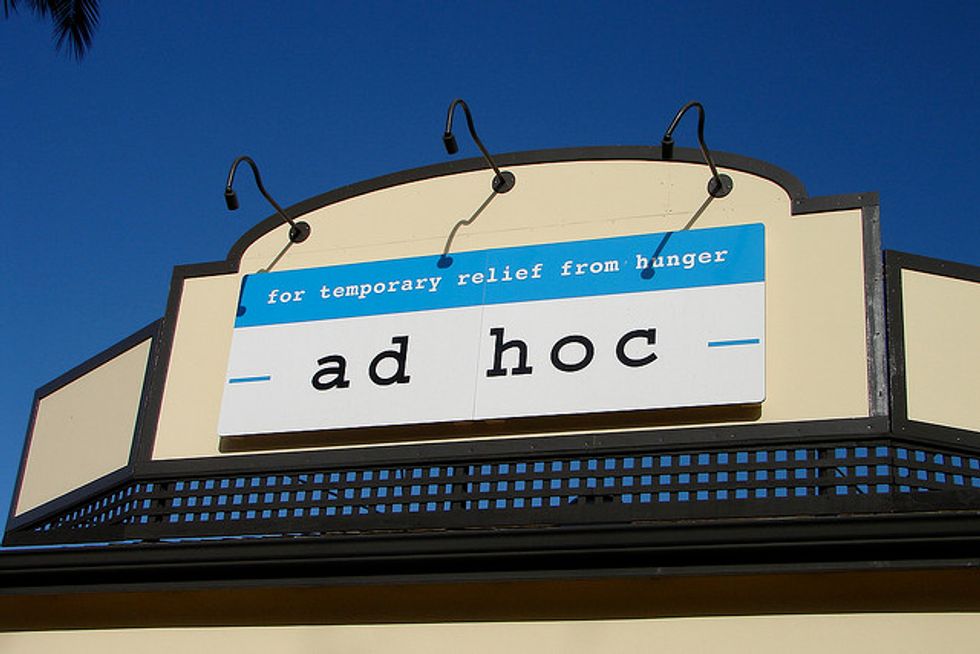 for temporary relief from hunger
ad hoc